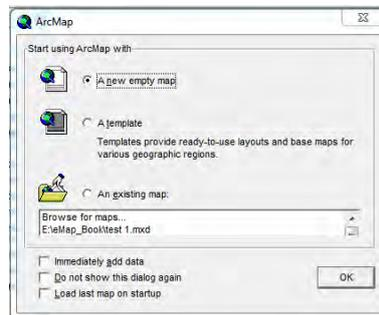 ArcMap
Start using ArcMap with
A new empty map
A template
Templates provide ready-to-use layouts and base maps for
various geographic regions.
An existing map:
Browse for maps...
E:\eMap_Book\test 1.mxd
Immediately add data
Do not show this dialog again
Load last map on startup
OK